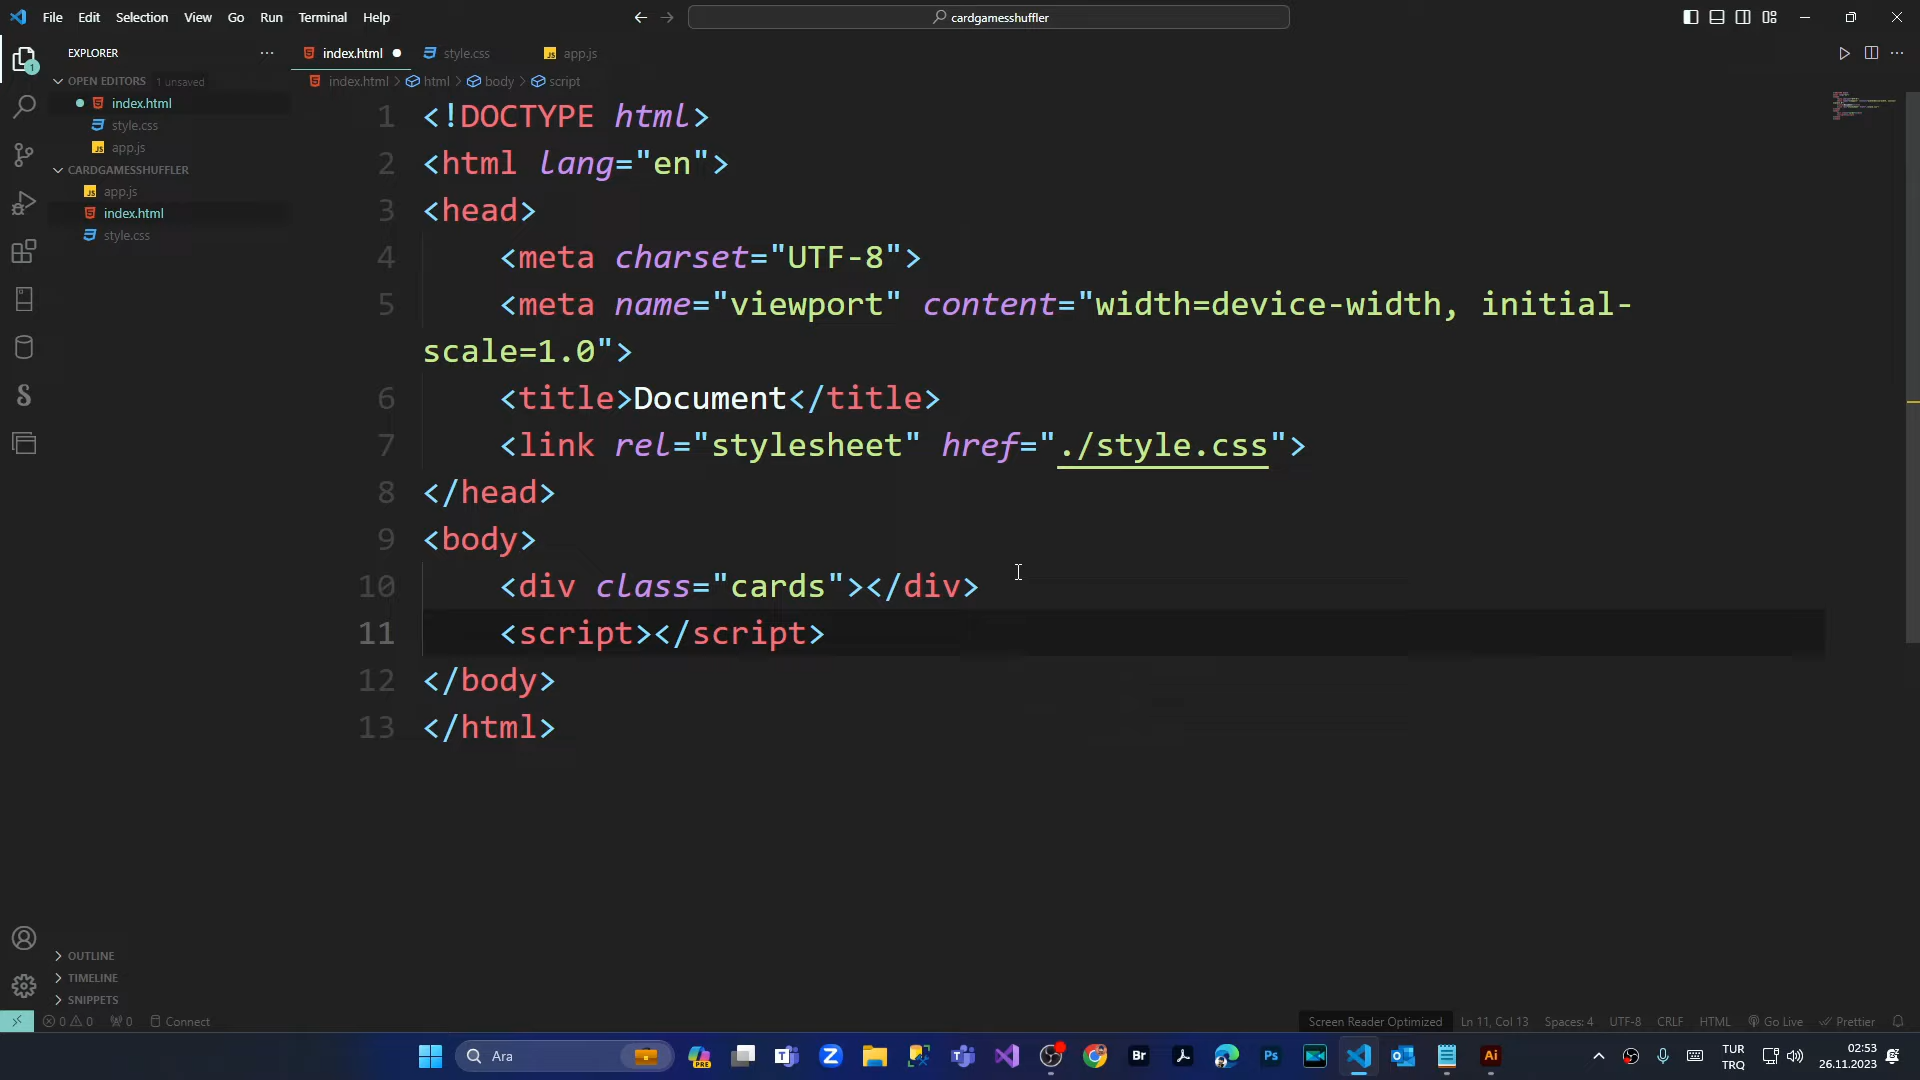 File Edit Selection View Go Run Terminal Help
cardgamesshuffler
EXPLORER
OPEN EDITORS 1 unsaved
index.html
style.css
app.js
CARDGAMESSHUFFLER
app.js
index.html
style.css
OUTLINE
TIMELINE
SNIPPETS
index.html style.css app.js
index.html > html > body > script
1 <!DOCTYPE html>
2 <html lang="en">
3 <head>
4 <meta charset="UTF-8">
5 <meta name="viewport" content="width=device-width, initial-
scale=1.0">
6 <title>Document</title>
7 <link rel="stylesheet" href="./style.css">
8 </head>
9 <body>
10 <div class="cards"></div>
11 <script></script>
12 </body>
13 </html>
0 0 0 Connect
Screen Reader Optimized Ln 11, Col 13 Spaces: 4 UTF-8 CRLF HTML Go Live Prettier
Ara
PRE
Br
Ps
Ai
TUR
TRQ
02:53
26.11.2023